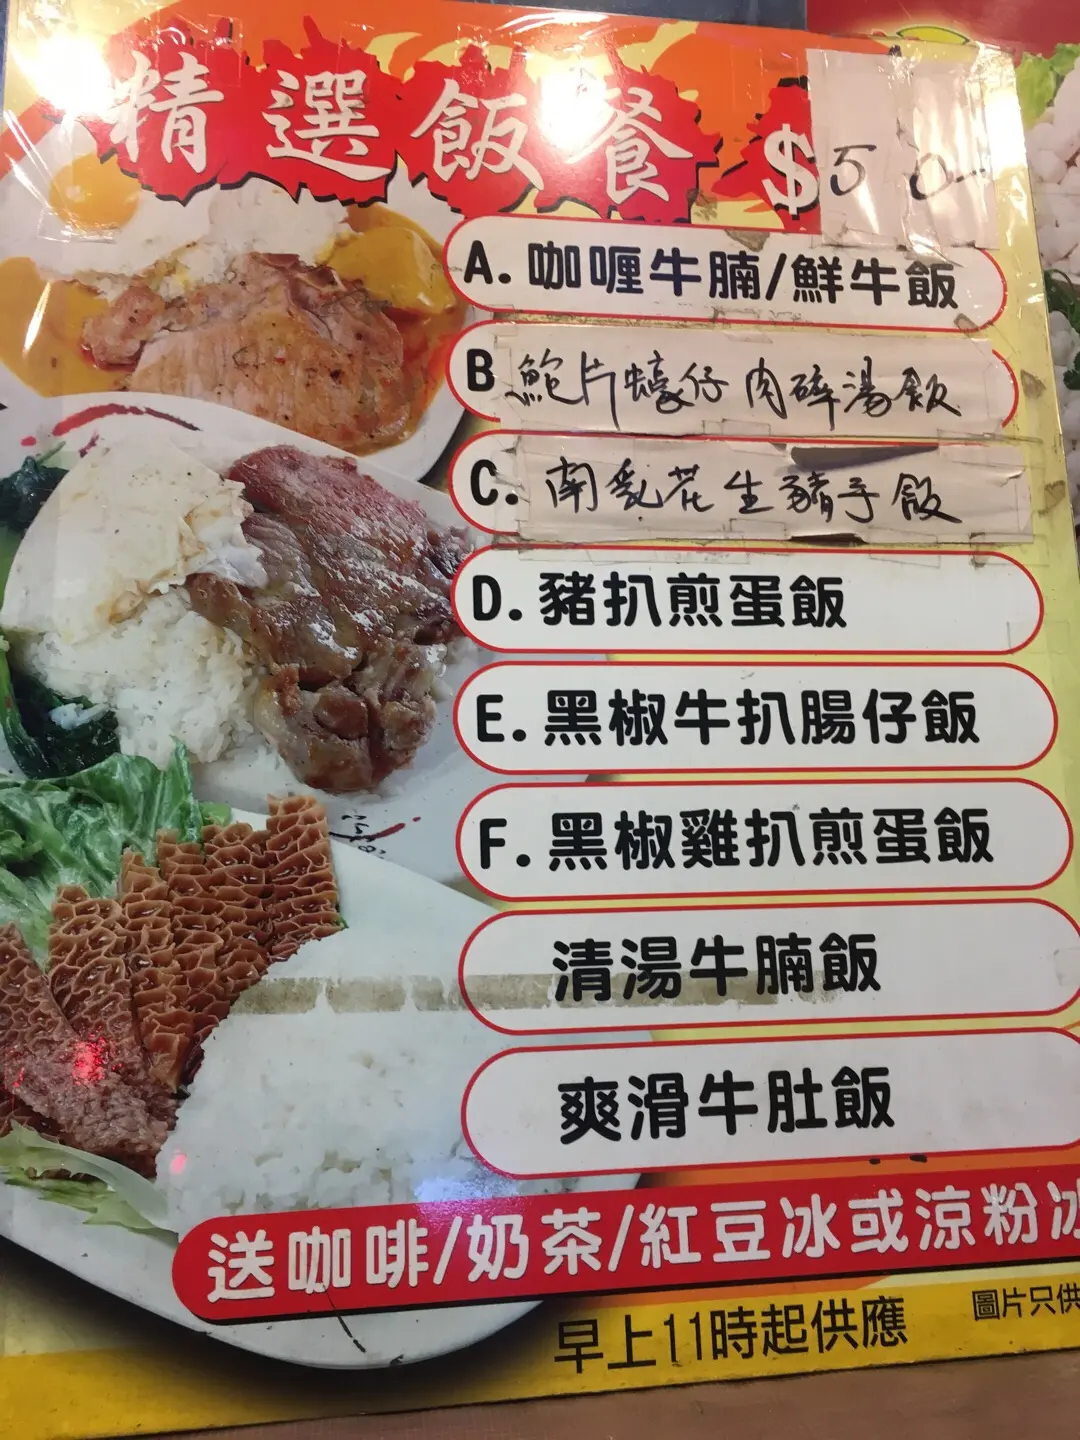 精選飯餐 $50
A.咖喱牛腩/鮮牛飯
B 鮑片蠔仔肉碎湯飯
C.南乳花生豬手飯
D.豬扒煎蛋飯
E.黑椒牛扒腸仔飯
F.黑椒雞扒煎蛋飯
清湯牛腩飯
爽滑牛肚飯
送咖啡/奶茶/紅豆冰或涼粉冰
早上11時起供應
圖片只供